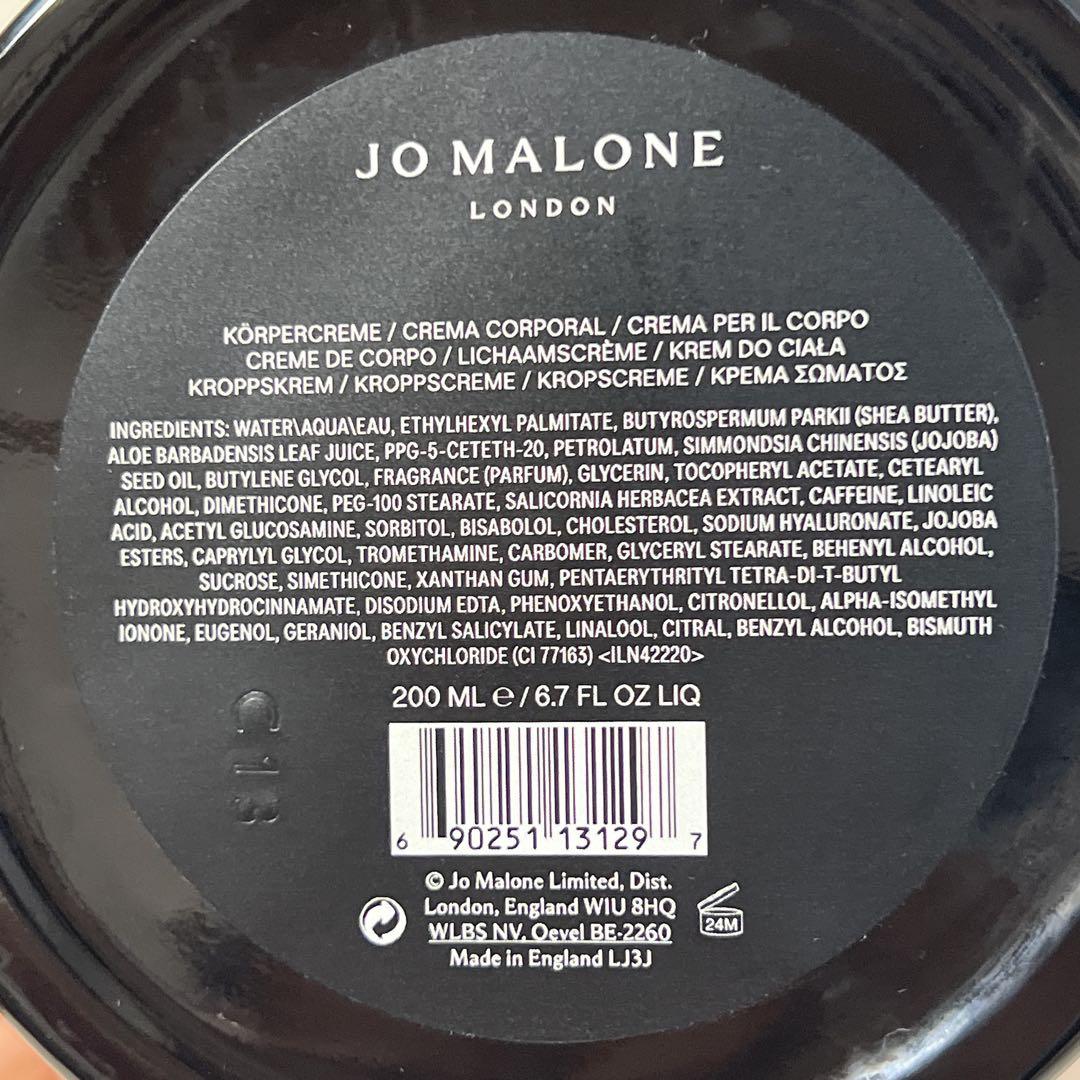 JO MALONE
LONDON
KÖRPERCREME / CREMA CORPORAL / CREMA PER IL CORPO
CREME DE CORPO / LICHAAMSCRÈME / KREM DO CIAŁA
KROPPSKREM / KROPPSCREME / KROPSCREME / ΚΡΕΜΑ ΣΩΜΑΤΟΣ
INGREDIENTS: WATER\AQUA\EAU, ETHYLHEXYL PALMITATE, BUTYROSPERMUM PARKII (SHEA BUTTER),
ALOE BARBADENSIS LEAF JUICE, PPG-5-CETETH-20, PETROLATUM, SIMMONDSIA CHINENSIS (JOJOBA)
SEED OIL, BUTYLENE GLYCOL, FRAGRANCE (PARFUM), GLYCERIN, TOCOPHERYL ACETATE, CETEARYL
ALCOHOL, DIMETHICONE, PEG-100 STEARATE, SALICORNIA HERBACEA EXTRACT, CAFFEINE, LINOLEIC
ACID, ACETYL GLUCOSAMINE, SORBITOL, BISABOLOL, CHOLESTEROL, SODIUM HYALURONATE, JOJOBA
ESTERS, CAPRYLYL GLYCOL, TROMETHAMINE, CARBOMER, GLYCERYL STEARATE, BEHENYL ALCOHOL,
SUCROSE, SIMETHICONE, XANTHAN GUM, PENTAERYTHRITYL TETRA-DI-T-BUTYL
HYDROXYHYDROCINNAMATE, DISODIUM EDTA, PHENOXYETHANOL, CITRONELLOL, ALPHA-ISOMETHYL
IONONE, EUGENOL, GERANIOL, BENZYL SALICYLATE, LINALOOL, CITRAL, BENZYL ALCOHOL, BISMUTH
OXYCHLORIDE (CI 77163) <ILN42220>
200 ML ℮ / 6.7 FL OZ LIQ
C13
6 90251 13129 7
© Jo Malone Limited, Dist.
London, England W1U 8HQ
WLBS NV. Oevel BE-2260
Made in England LJ3J
24M